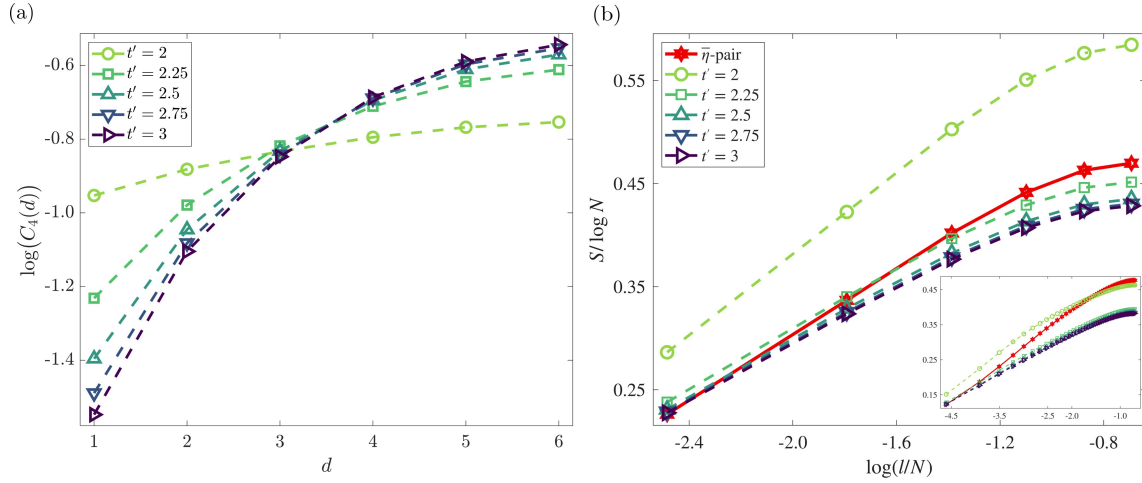 (a)
log(C₄(d))
-0.6
-0.8
-1.0
-1.2
-1.4
t′ = 2
t′ = 2.25
t′ = 2.5
t′ = 2.75
t′ = 3
1 2 3 4 5 6
d
(b)
S/log N
0.55
0.45
0.35
0.25
η̅-pair
t′ = 2
t′ = 2.25
t′ = 2.5
t′ = 2.75
t′ = 3
0.45
0.35
0.25
0.15
-4.5 -3.5 -2.5 -2.0 -1.0
-2.4 -2.0 -1.6 -1.2 -0.8
log(l/N)